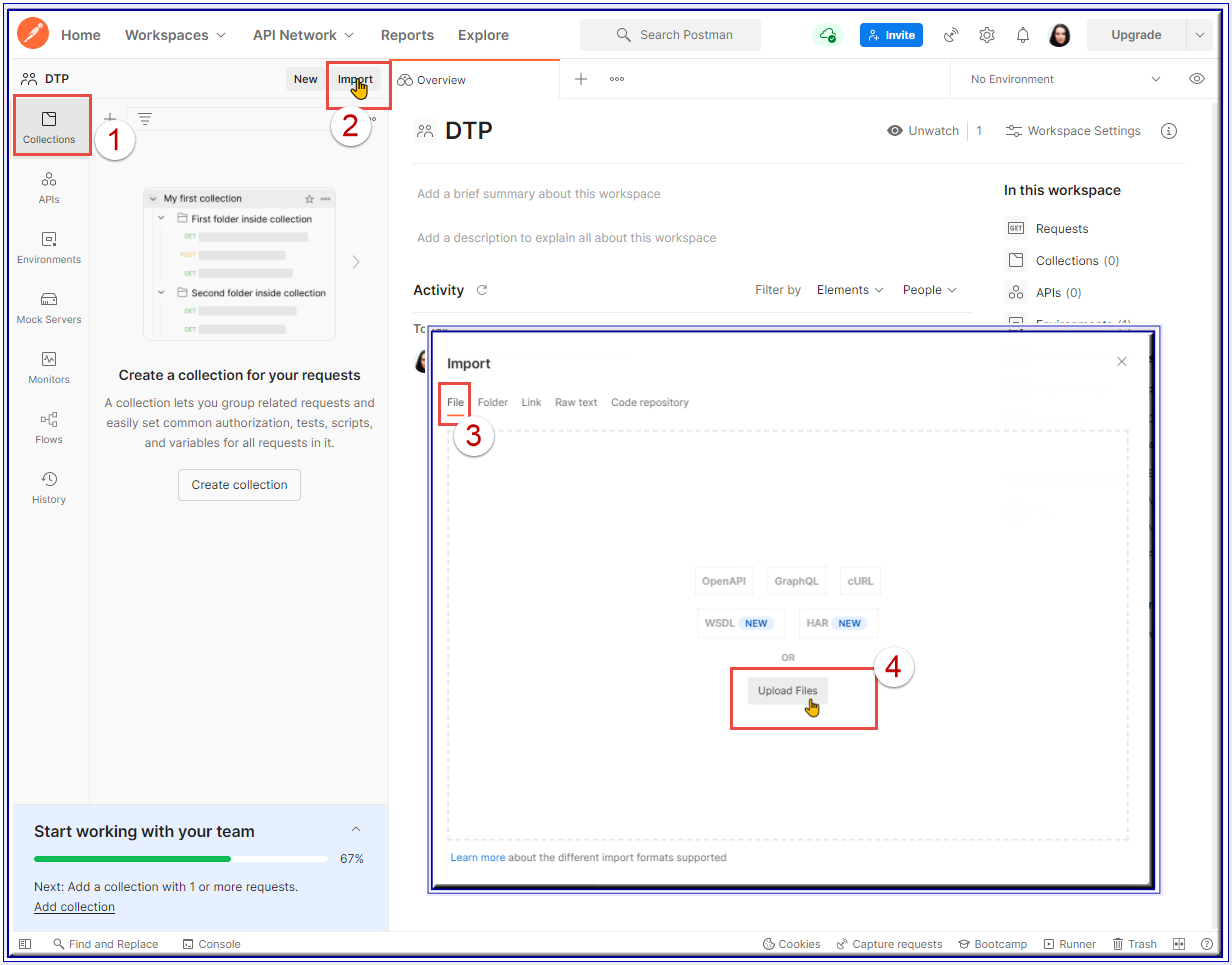 Home Workspaces API Network Reports Explore Search Postman Invite Upgrade
DTP New Import Overview No Environment
Collections
1
2
DTP Unwatch 1 Workspace Settings
APIs
Environments
Mock Servers
Monitors
Flows
History
My first collection
First folder inside collection
GET
POST
GET
Second folder inside collection
GET
GET
Create a collection for your requests
A collection lets you group related requests and
easily set common authorization, tests, scripts,
and variables for all requests in it.
Create collection
Add a brief summary about this workspace
Add a description to explain all about this workspace
Activity Filter by Elements People
In this workspace
GET Requests
Collections (0)
APIs (0)
Import
File Folder Link Raw text Code repository
3
OpenAPI GraphQL cURL
WSDL NEW HAR NEW
OR
4
Upload Files
Learn more about the different import formats supported
Start working with your team
67%
Next: Add a collection with 1 or more requests.
Add collection
Find and Replace Console Cookies Capture requests Bootcamp Runner Trash